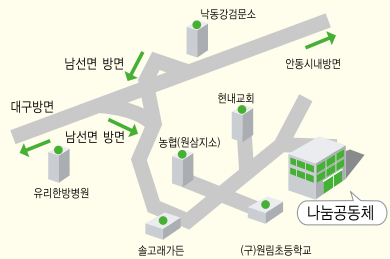 낙동강검문소
남선면 방면
안동시내방면
대구방면
현내교회
남선면 방면
농협(원삼지소)
유리한방병원
나눔공동체
솔고래가든
(구)원림초등학교